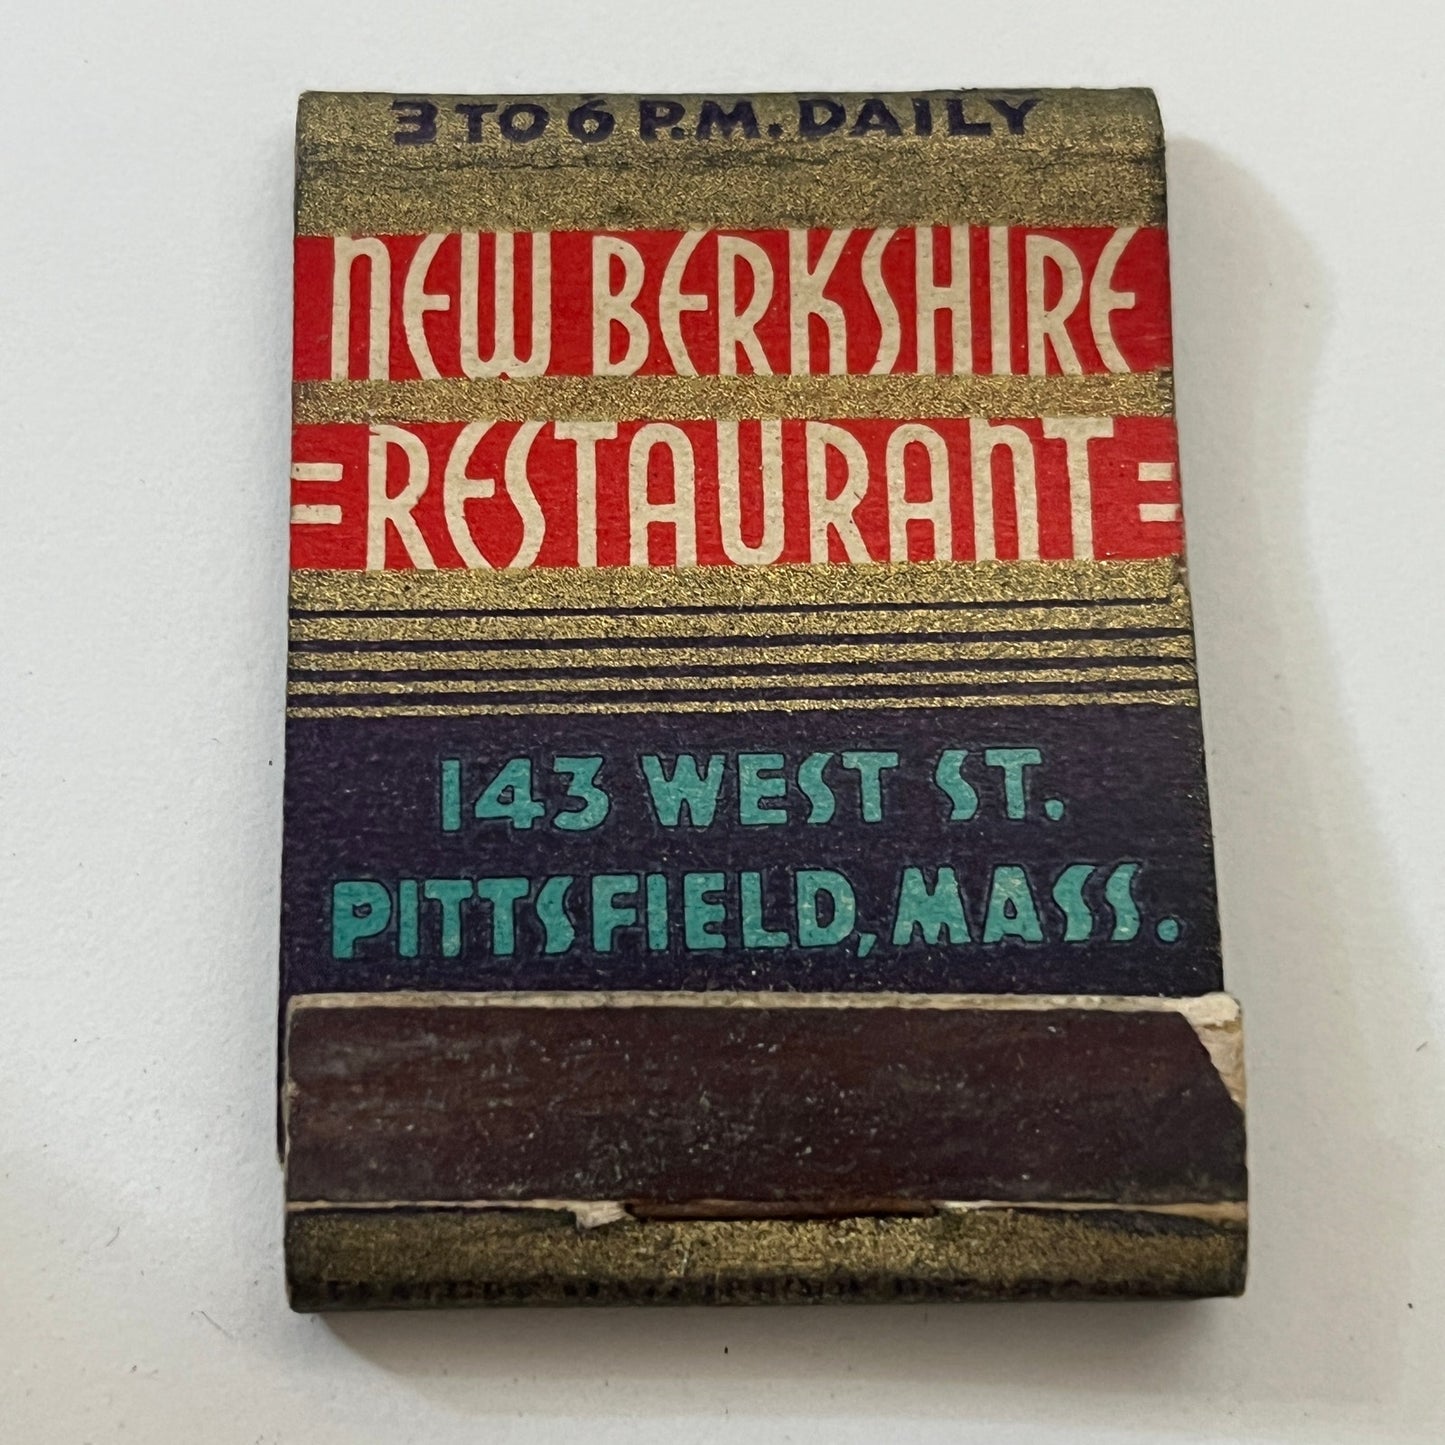 3 TO 6 P.M. DAILY
NEW BERKSHIRE
=RESTAURANT=
143 WEST ST.
PITTSFIELD, MASS.